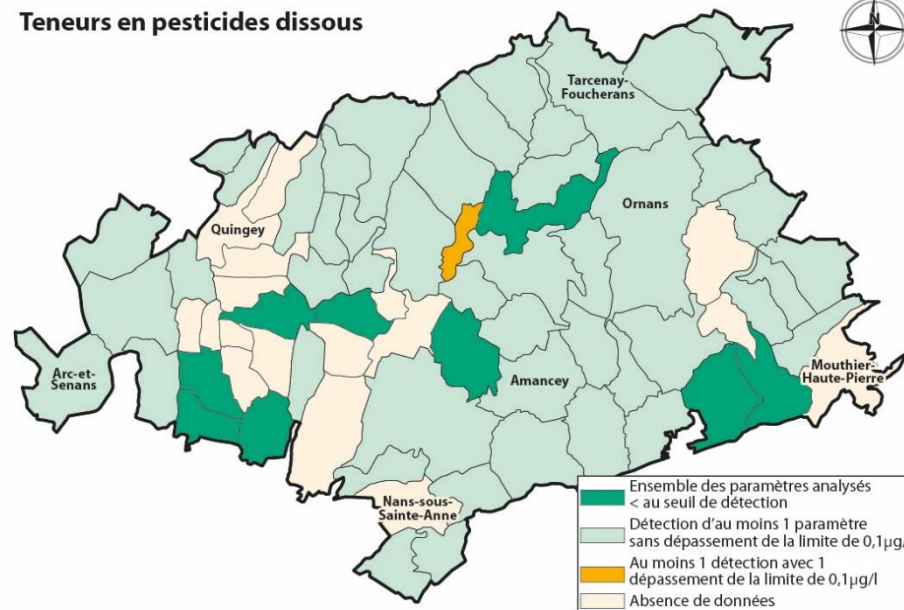 Teneurs en pesticides dissous
N
Tarcenay-
Foucherans
Quingey
Ornans
Arc-et-
Senans
Amancey
Mouthier-
Haute-Pierre
Nans-sous-
Sainte-Anne
Ensemble des paramètres analysés
< au seuil de détection
Détection d'au moins 1 paramètre
sans dépassement de la limite de 0,1µg/
Au moins 1 détection avec 1
dépassement de la limite de 0,1µg/l
Absence de données